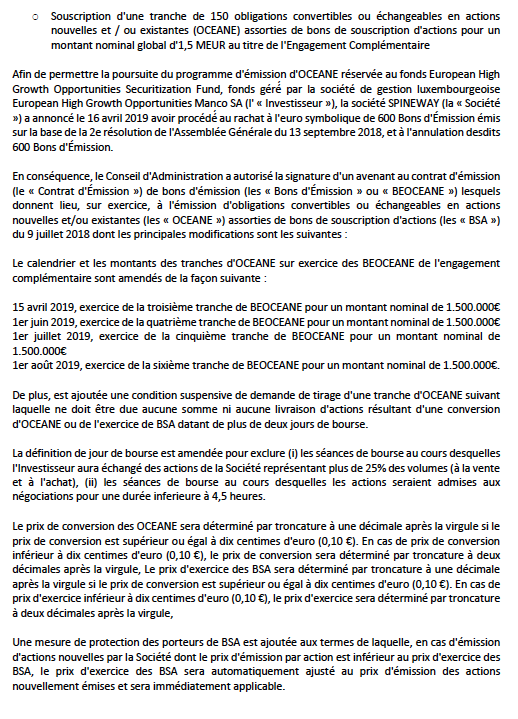 ○ Souscription d'une tranche de 150 obligations convertibles ou échangeables en actions
nouvelles et / ou existantes (OCEANE) assorties de bons de souscription d'actions pour un
montant nominal global d'1,5 MEUR au titre de l'Engagement Complémentaire
Afin de permettre la poursuite du programme d'émission d'OCEANE réservée au fonds European High
Growth Opportunities Securitization Fund, fonds géré par la société de gestion luxembourgeoise
European High Growth Opportunities Manco SA (l' « Investisseur »), la société SPINEWAY (la « Société
») a annoncé le 16 avril 2019 avoir procédé au rachat à l'euro symbolique de 600 Bons d'Émission émis
sur la base de la 2e résolution de l'Assemblée Générale du 13 septembre 2018, et à l'annulation desdits
600 Bons d'Émission.
En conséquence, le Conseil d'Administration a autorisé la signature d'un avenant au contrat d'émission
(le « Contrat d'Émission ») de bons d'émission (les « Bons d'Émission » ou « BEOCEANE ») lesquels
donnent lieu, sur exercice, à l'émission d'obligations convertibles ou échangeables en actions
nouvelles et/ou existantes (les « OCEANE ») assorties de bons de souscription d'actions (les « BSA »)
du 9 juillet 2018 dont les principales modifications sont les suivantes :
Le calendrier et les montants des tranches d'OCEANE sur exercice des BEOCEANE de l'engagement
complémentaire sont amendés de la façon suivante :
15 avril 2019, exercice de la troisième tranche de BEOCEANE pour un montant nominal de 1.500.000€
1er juin 2019, exercice de la quatrième tranche de BEOCEANE pour un montant nominal de 1.500.000€
1er juillet 2019, exercice de la cinquième tranche de BEOCEANE pour un montant nominal de
1.500.000€
1er août 2019, exercice de la sixième tranche de BEOCEANE pour un montant nominal de 1.500.000€.
De plus, est ajoutée une condition suspensive de demande de tirage d'une tranche d'OCEANE suivant
laquelle ne doit être due aucune somme ni aucune livraison d'actions résultant d'une conversion
d'OCEANE ou de l'exercice de BSA datant de plus de deux jours de bourse.
La définition de jour de bourse est amendée pour exclure (i) les séances de bourse au cours desquelles
l'Investisseur aura échangé des actions de la Société représentant plus de 25% des volumes (à la vente
et à l'achat), (ii) les séances de bourse au cours desquelles les actions seraient admises aux
négociations pour une durée inferieure à 4,5 heures.
Le prix de conversion des OCEANE sera déterminé par troncature à une décimale après la virgule si le
prix de conversion est supérieur ou égal à dix centimes d'euro (0,10 €). En cas de prix de conversion
inférieur à dix centimes d'euro (0,10 €), le prix de conversion sera déterminé par troncature à deux
décimales après la virgule, Le prix d'exercice des BSA sera déterminé par troncature à une décimale
après la virgule si le prix de conversion est supérieur ou égal à dix centimes d'euro (0,10 €). En cas de
prix d'exercice inférieur à dix centimes d'euro (0,10 €), le prix d'exercice sera déterminé par troncature
à deux décimales après la virgule,
Une mesure de protection des porteurs de BSA est ajoutée aux termes de laquelle, en cas d'émission
d'actions nouvelles par la Société dont le prix d'émission par action est inférieur au prix d'exercice des
BSA, le prix d'exercice des BSA sera automatiquement ajusté au prix d'émission des actions
nouvellement émises et sera immédiatement applicable.